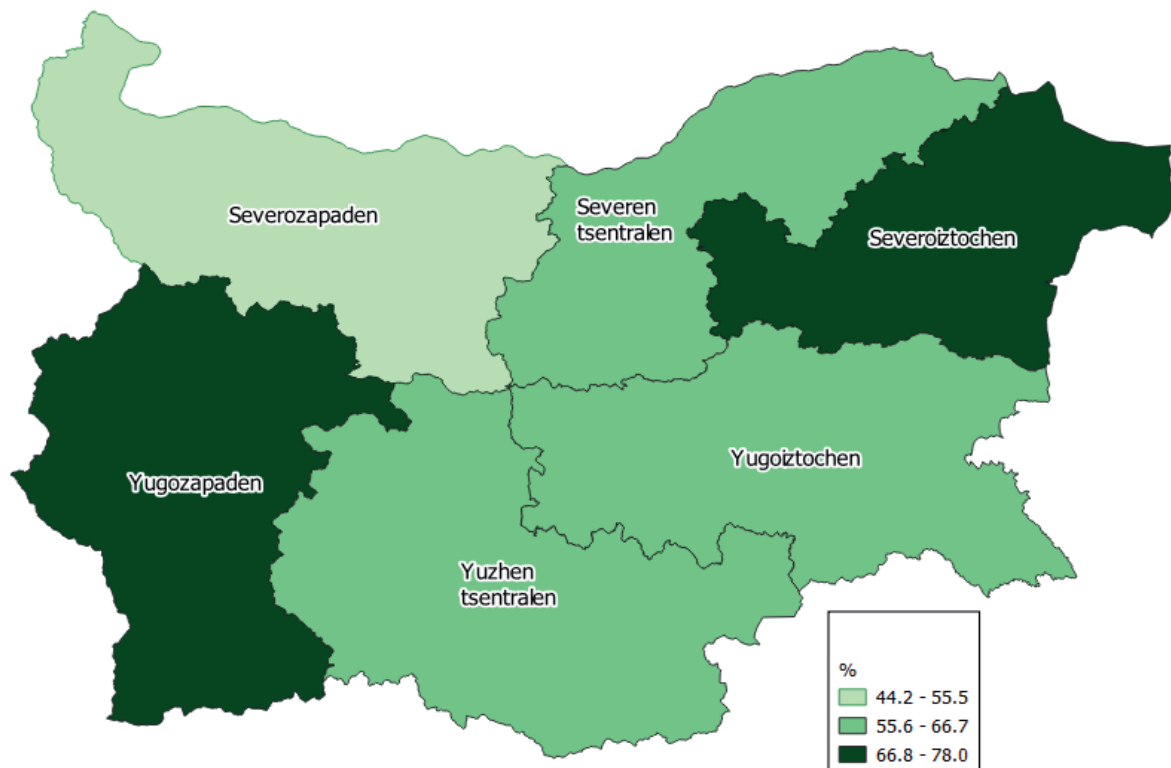 Severozapaden
Severen
tsentralen
Severoiztochen
Yugozapaden
Yugoiztochen
Yuzhen
tsentralen
%
44.2 - 55.5
55.6 - 66.7
66.8 - 78.0